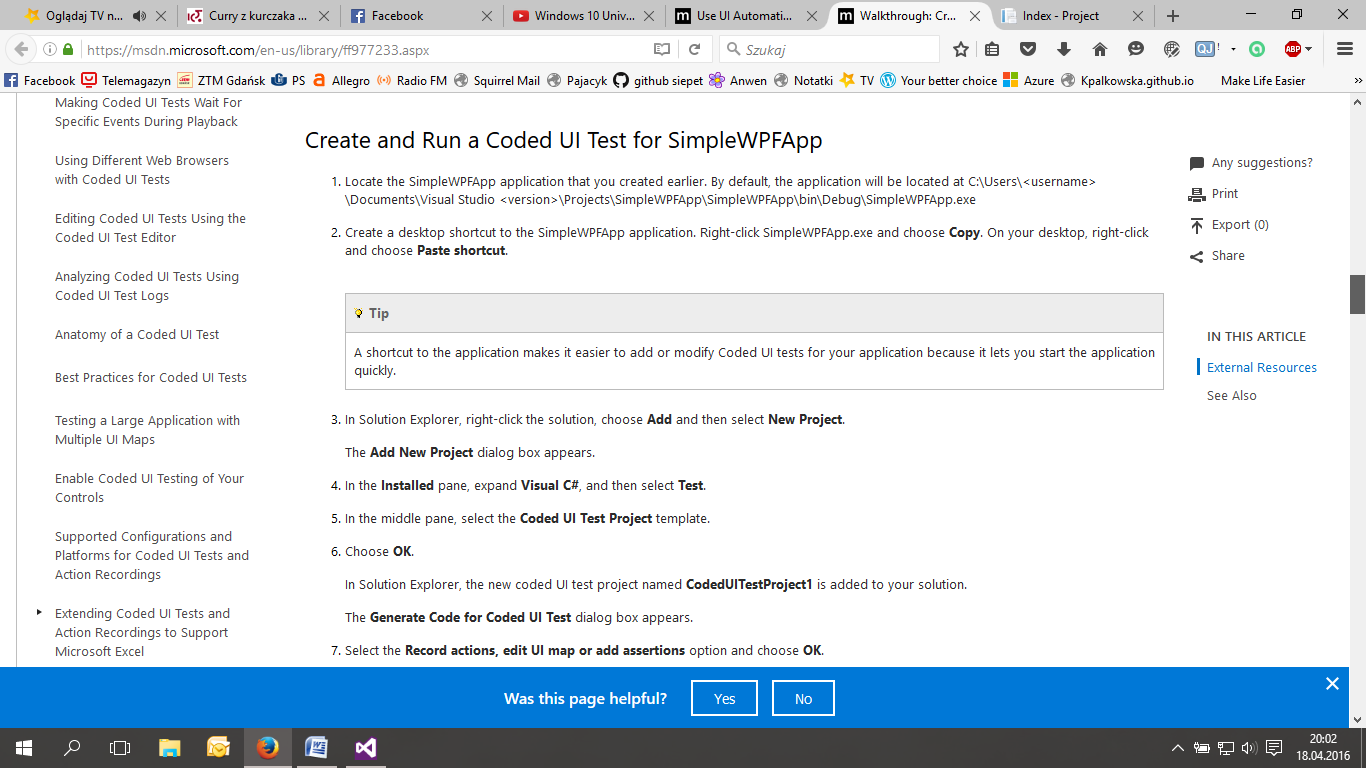 Oglądaj TV n...
Curry z kurczaka ...
Facebook
Windows 10 Univ...
Use UI Automati...
Walkthrough: Cr...
Index - Project
https://msdn.microsoft.com/en-us/library/ff977233.aspx
Szukaj
QJ !
ABP
Facebook
Telemagazyn
ZTM Gdańsk
PS
Allegro
Radio FM
Squirrel Mail
Pajacyk
github siepet
Anwen
Notatki
TV
Your better choice
Azure
Kpalkowska.github.io
Make Life Easier
Making Coded UI Tests Wait For
Specific Events During Playback
Using Different Web Browsers
with Coded UI Tests
Editing Coded UI Tests Using the
Coded UI Test Editor
Analyzing Coded UI Tests Using
Coded UI Test Logs
Anatomy of a Coded UI Test
Best Practices for Coded UI Tests
Testing a Large Application with
Multiple UI Maps
Enable Coded UI Testing of Your
Controls
Supported Configurations and
Platforms for Coded UI Tests and
Action Recordings
Extending Coded UI Tests and
Action Recordings to Support
Microsoft Excel
Create and Run a Coded UI Test for SimpleWPFApp
1. Locate the SimpleWPFApp application that you created earlier. By default, the application will be located at C:\Users\<username>
\Documents\Visual Studio <version>\Projects\SimpleWPFApp\SimpleWPFApp\bin\Debug\SimpleWPFApp.exe
2. Create a desktop shortcut to the SimpleWPFApp application. Right-click SimpleWPFApp.exe and choose Copy. On your desktop, right-click
and choose Paste shortcut.
Tip
A shortcut to the application makes it easier to add or modify Coded UI tests for your application because it lets you start the application
quickly.
3. In Solution Explorer, right-click the solution, choose Add and then select New Project.
The Add New Project dialog box appears.
4. In the Installed pane, expand Visual C#, and then select Test.
5. In the middle pane, select the Coded UI Test Project template.
6. Choose OK.
In Solution Explorer, the new coded UI test project named CodedUITestProject1 is added to your solution.
The Generate Code for Coded UI Test dialog box appears.
7. Select the Record actions, edit UI map or add assertions option and choose OK.
Any suggestions?
Print
Export (0)
Share
IN THIS ARTICLE
External Resources
See Also
Was this page helpful?
Yes
No
20:02
18.04.2016